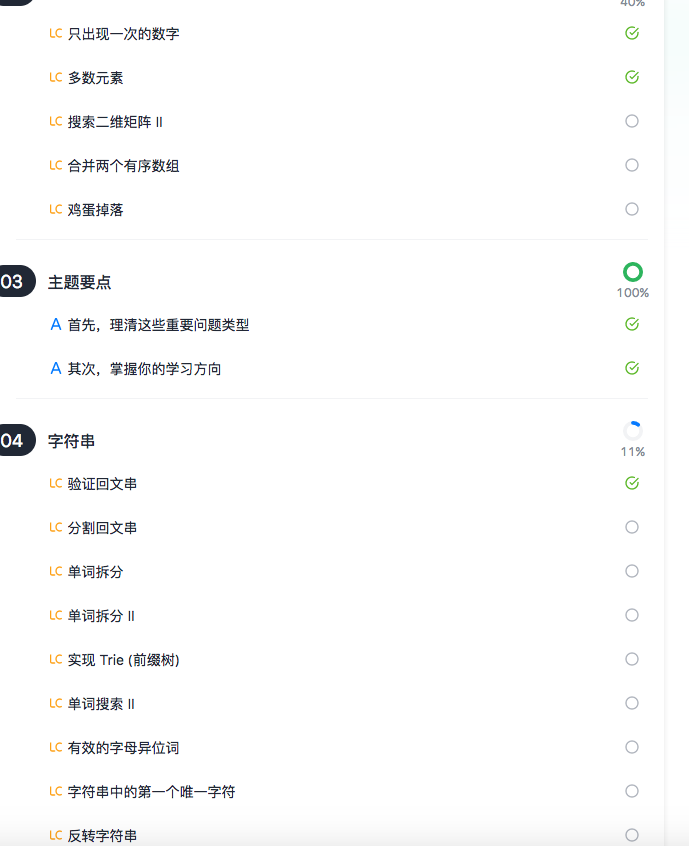 40%
LC 只出现一次的数字
LC 多数元素
LC 搜索二维矩阵 II
LC 合并两个有序数组
LC 鸡蛋掉落
03 主题要点
100%
A 首先，理清这些重要问题类型
A 其次，掌握你的学习方向
04 字符串
11%
LC 验证回文串
LC 分割回文串
LC 单词拆分
LC 单词拆分 II
LC 实现 Trie (前缀树)
LC 单词搜索 II
LC 有效的字母异位词
LC 字符串中的第一个唯一字符
LC 反转字符串